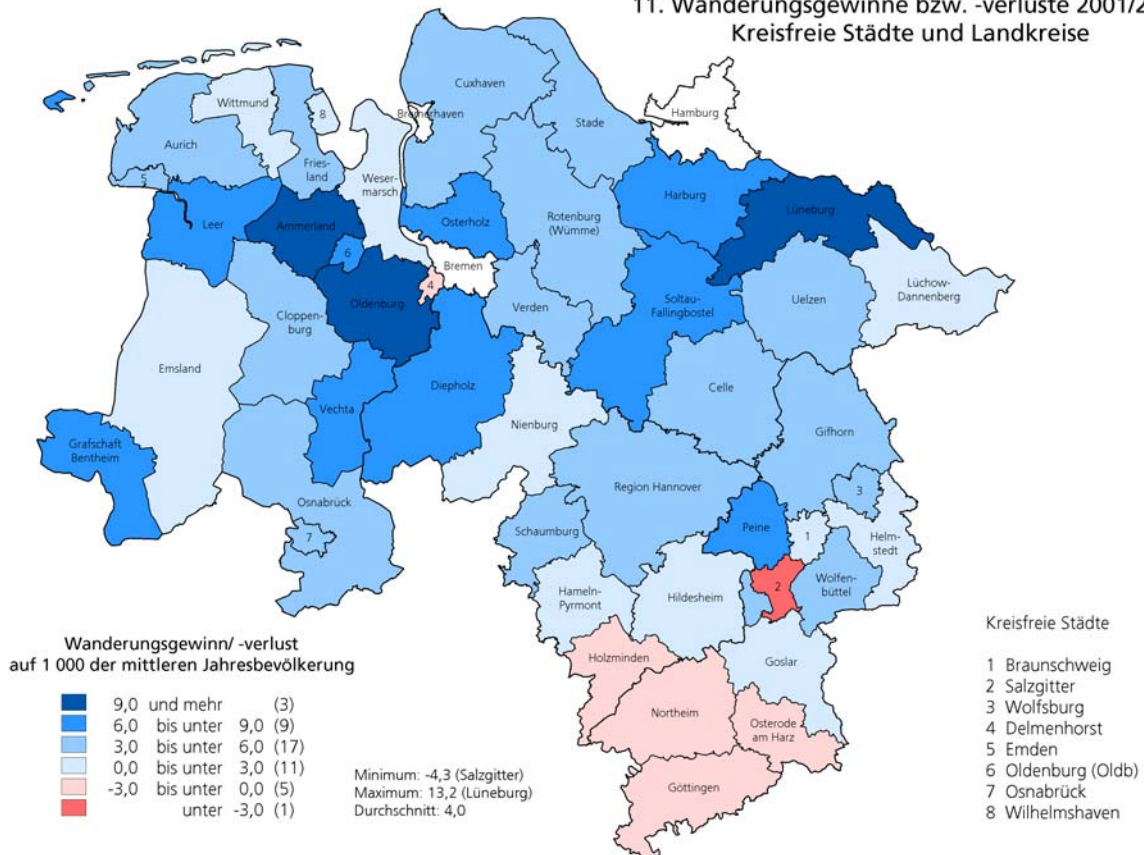 11. Wanderungsgewinne bzw. -verluste 2001/2
Kreisfreie Städte und Landkreise
Cuxhaven
Hamburg
Wittmund
8
Bremerhaven
Stade
Aurich
Fries-
land
Weser-
marsch
5
Harburg
Lüneburg
Leer
Ammerland
Osterholz
Rotenburg
(Wümme)
6
Bremen
4
Lüchow-
Dannenberg
Oldenburg
Verden
Soltau-
Fallingbostel
Uelzen
Cloppen-
burg
Emsland
Diepholz
Celle
Vechta
Nienburg
Gifhorn
Grafschaft
Bentheim
Region Hannover
3
Osnabrück
7
Schaumburg
Peine
1
Helm-
stedt
Hameln-
Pyrmont
Hildesheim
2
Wolfen-
büttel
Holzminden
Goslar
Northeim
Osterode
am Harz
Göttingen
Wanderungsgewinn/ -verlust
auf 1 000 der mittleren Jahresbevölkerung
9,0 und mehr (3)
6,0 bis unter 9,0 (9)
3,0 bis unter 6,0 (17)
0,0 bis unter 3,0 (11)
-3,0 bis unter 0,0 (5)
unter -3,0 (1)
Minimum: -4,3 (Salzgitter)
Maximum: 13,2 (Lüneburg)
Durchschnitt: 4,0
Kreisfreie Städte
1 Braunschweig
2 Salzgitter
3 Wolfsburg
4 Delmenhorst
5 Emden
6 Oldenburg (Oldb)
7 Osnabrück
8 Wilhelmshaven